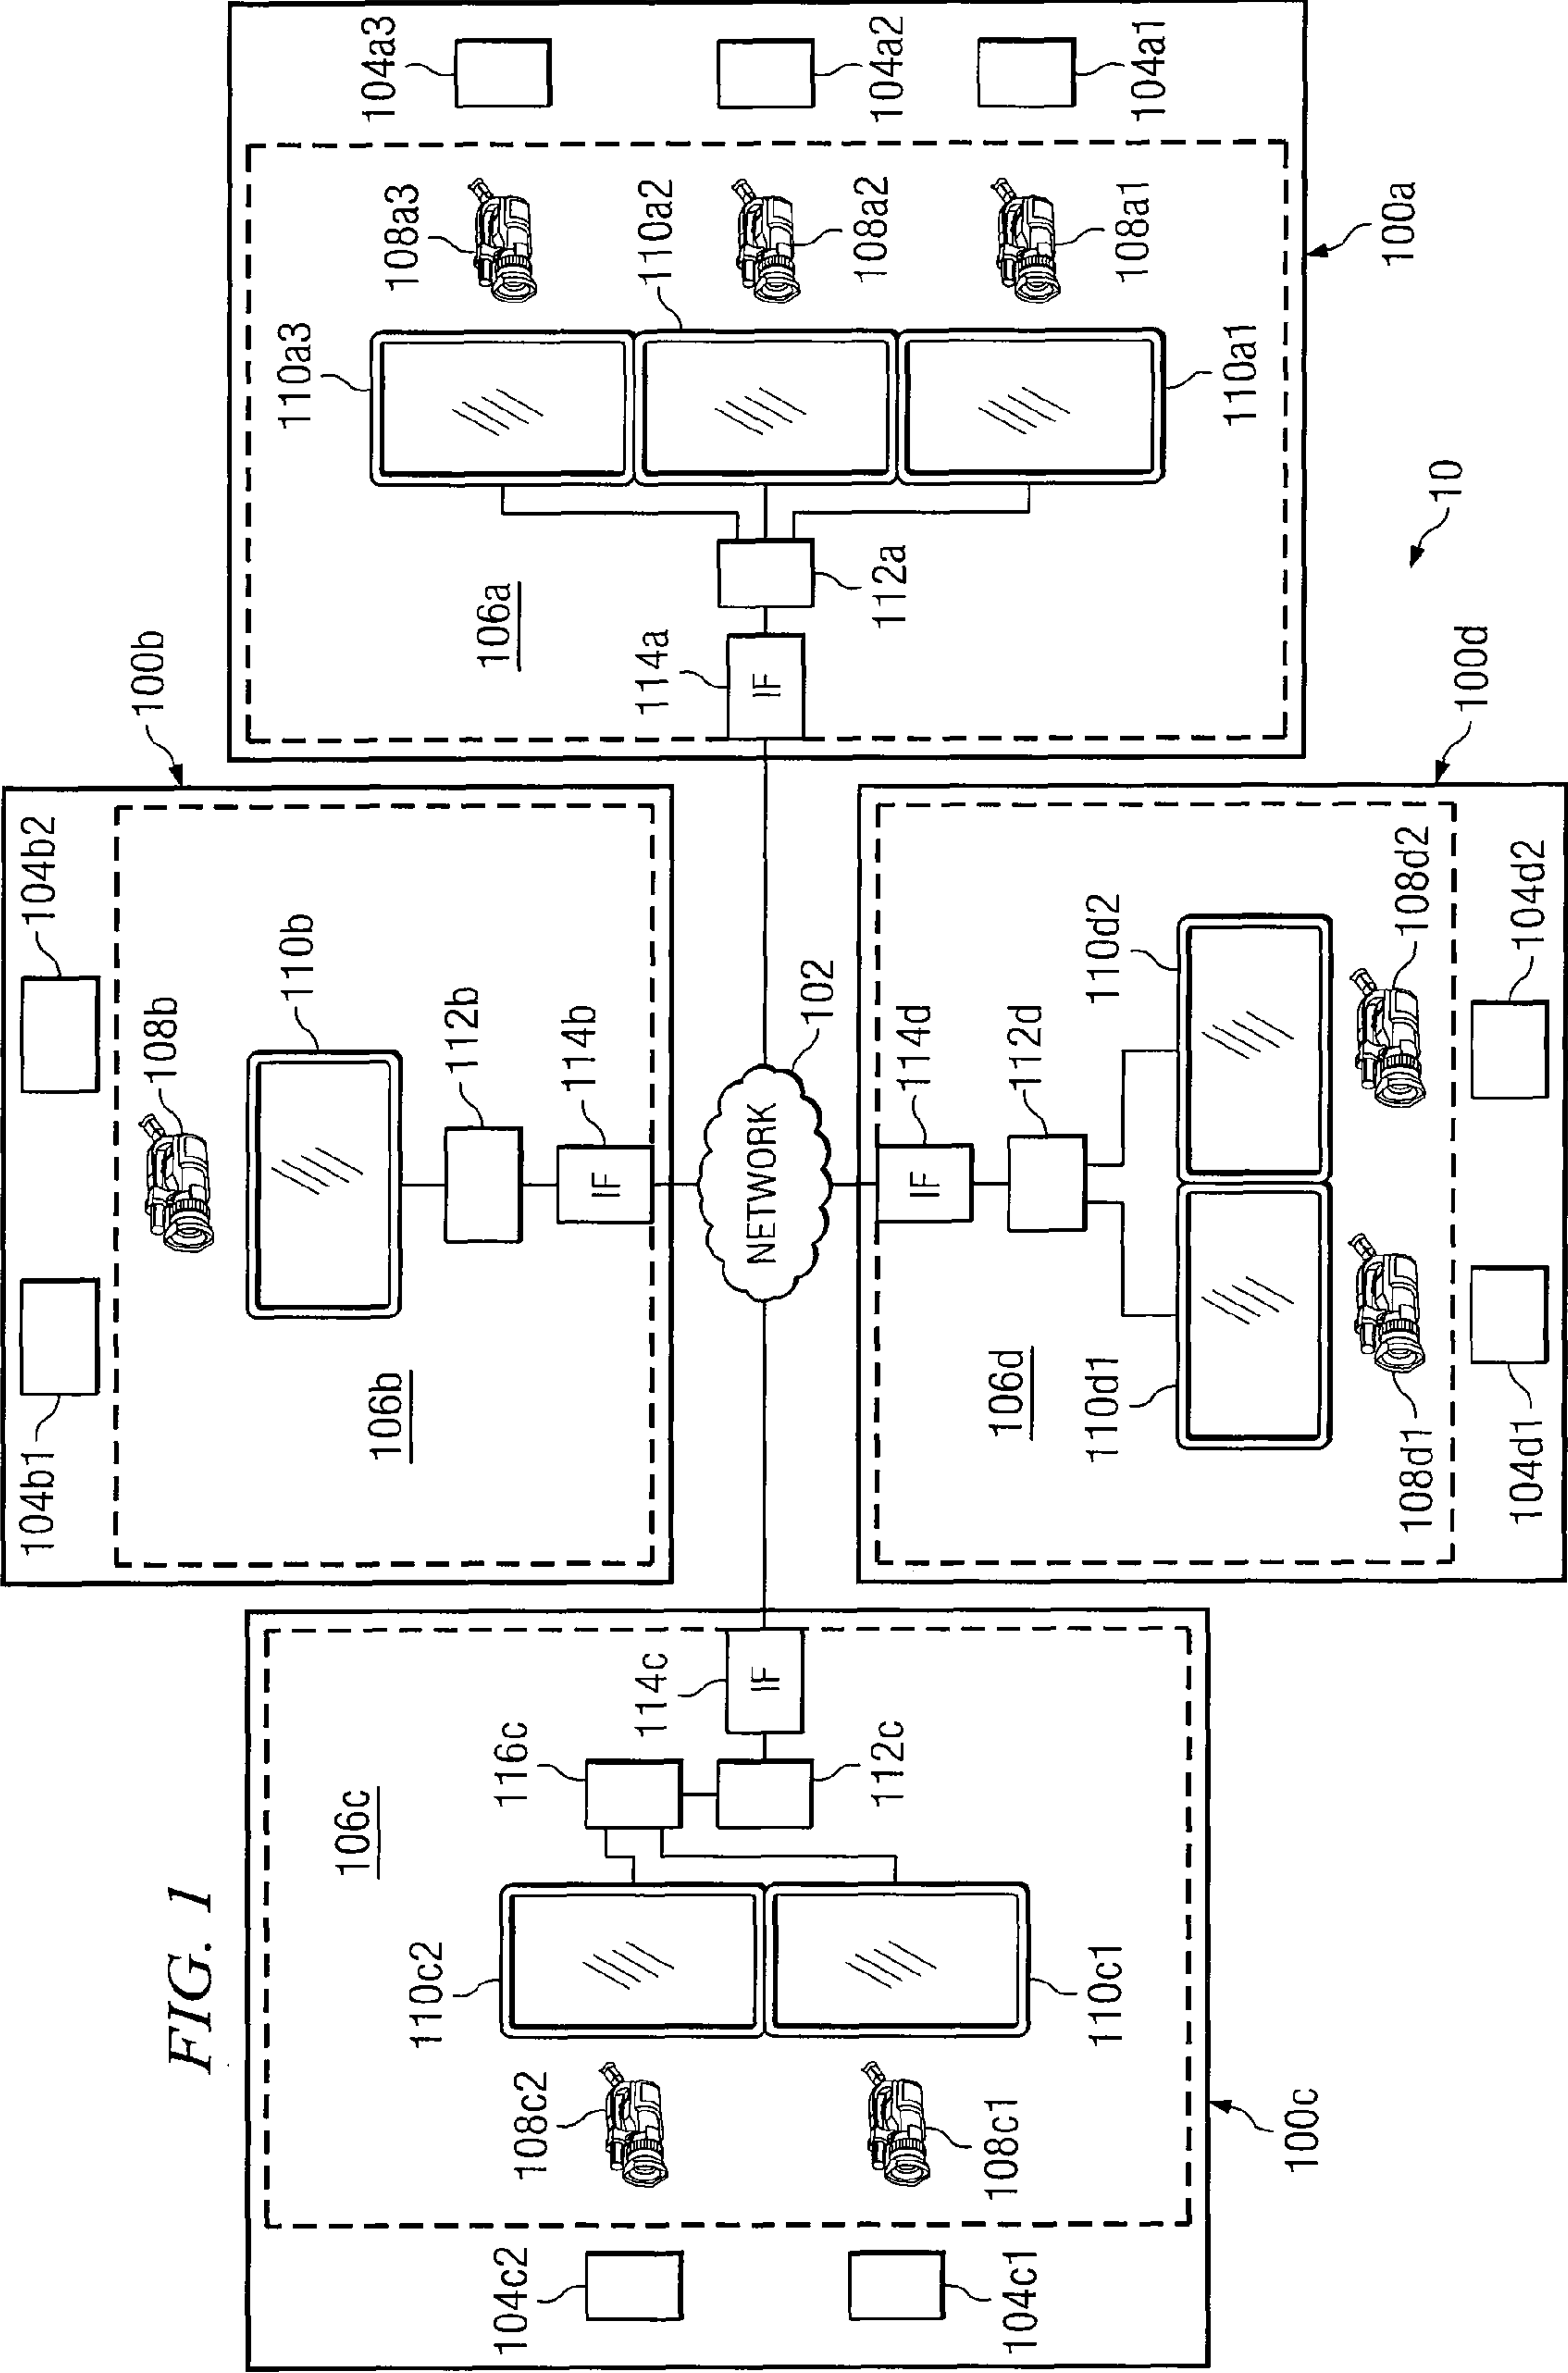 FIG. 1
100b
104b1
104b2
108b
110b
106b
112b
114b
IF
100c
104c2
104c1
108c2
108c1
110c2
110c1
106c
116c
112c
114c
IF
NETWORK
102
114a
IF
112a
106a
110a3
110a2
110a1
108a3
108a2
108a1
104a3
104a2
104a1
100a
114d
IF
112d
106d
110d1
110d2
108d1
108d2
104d1
104d2
100d
10